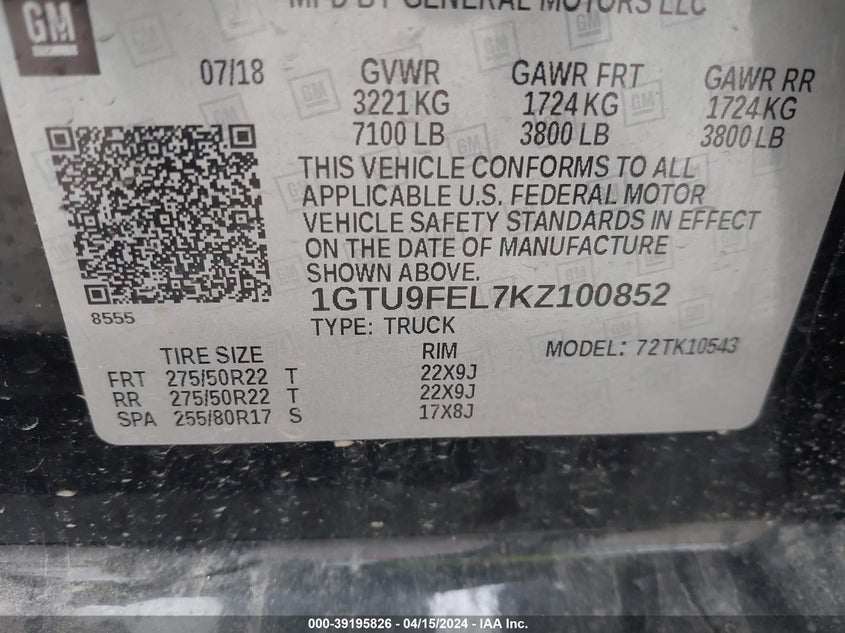 GM
MFD BY GENERAL MOTORS LLC
07/18 GVWR GAWR FRT GAWR RR
3221 KG 1724 KG 1724 KG
7100 LB 3800 LB 3800 LB
THIS VEHICLE CONFORMS TO ALL
APPLICABLE U.S. FEDERAL MOTOR
VEHICLE SAFETY STANDARDS IN EFFECT
ON THE DATE OF MANUFACTURE
SHOWN ABOVE.
1GTU9FEL7KZ100852
8555
TYPE: TRUCK
TIRE SIZE RIM MODEL: 72TK10543
FRT 275/50R22 T 22X9J
RR 275/50R22 T 22X9J
SPA 255/80R17 S 17X8J
000-39195826 - 04/15/2024 - IAA Inc.